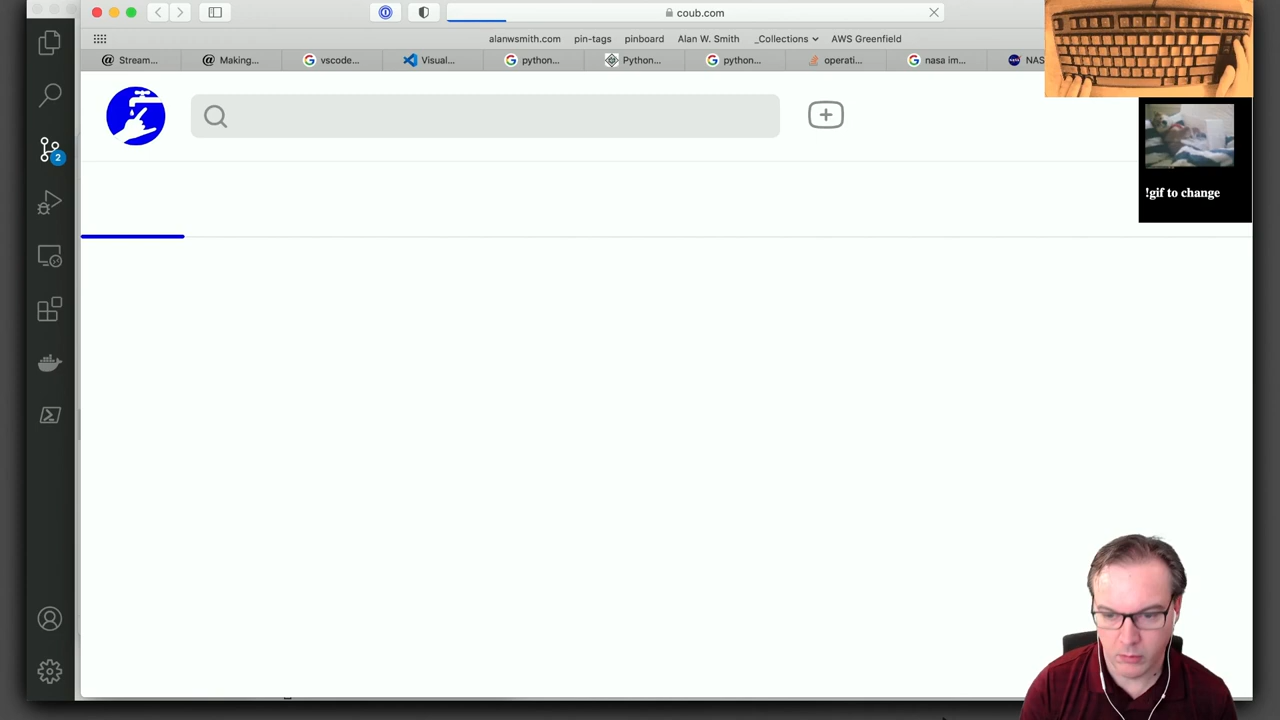 coub.com
alanwsmith.com pin-tags pinboard Alan W. Smith _Collections AWS Greenfield
Stream... Making... vscode... Visual... python... Python... python... operati... nasa im... NAS
!gif to change
2